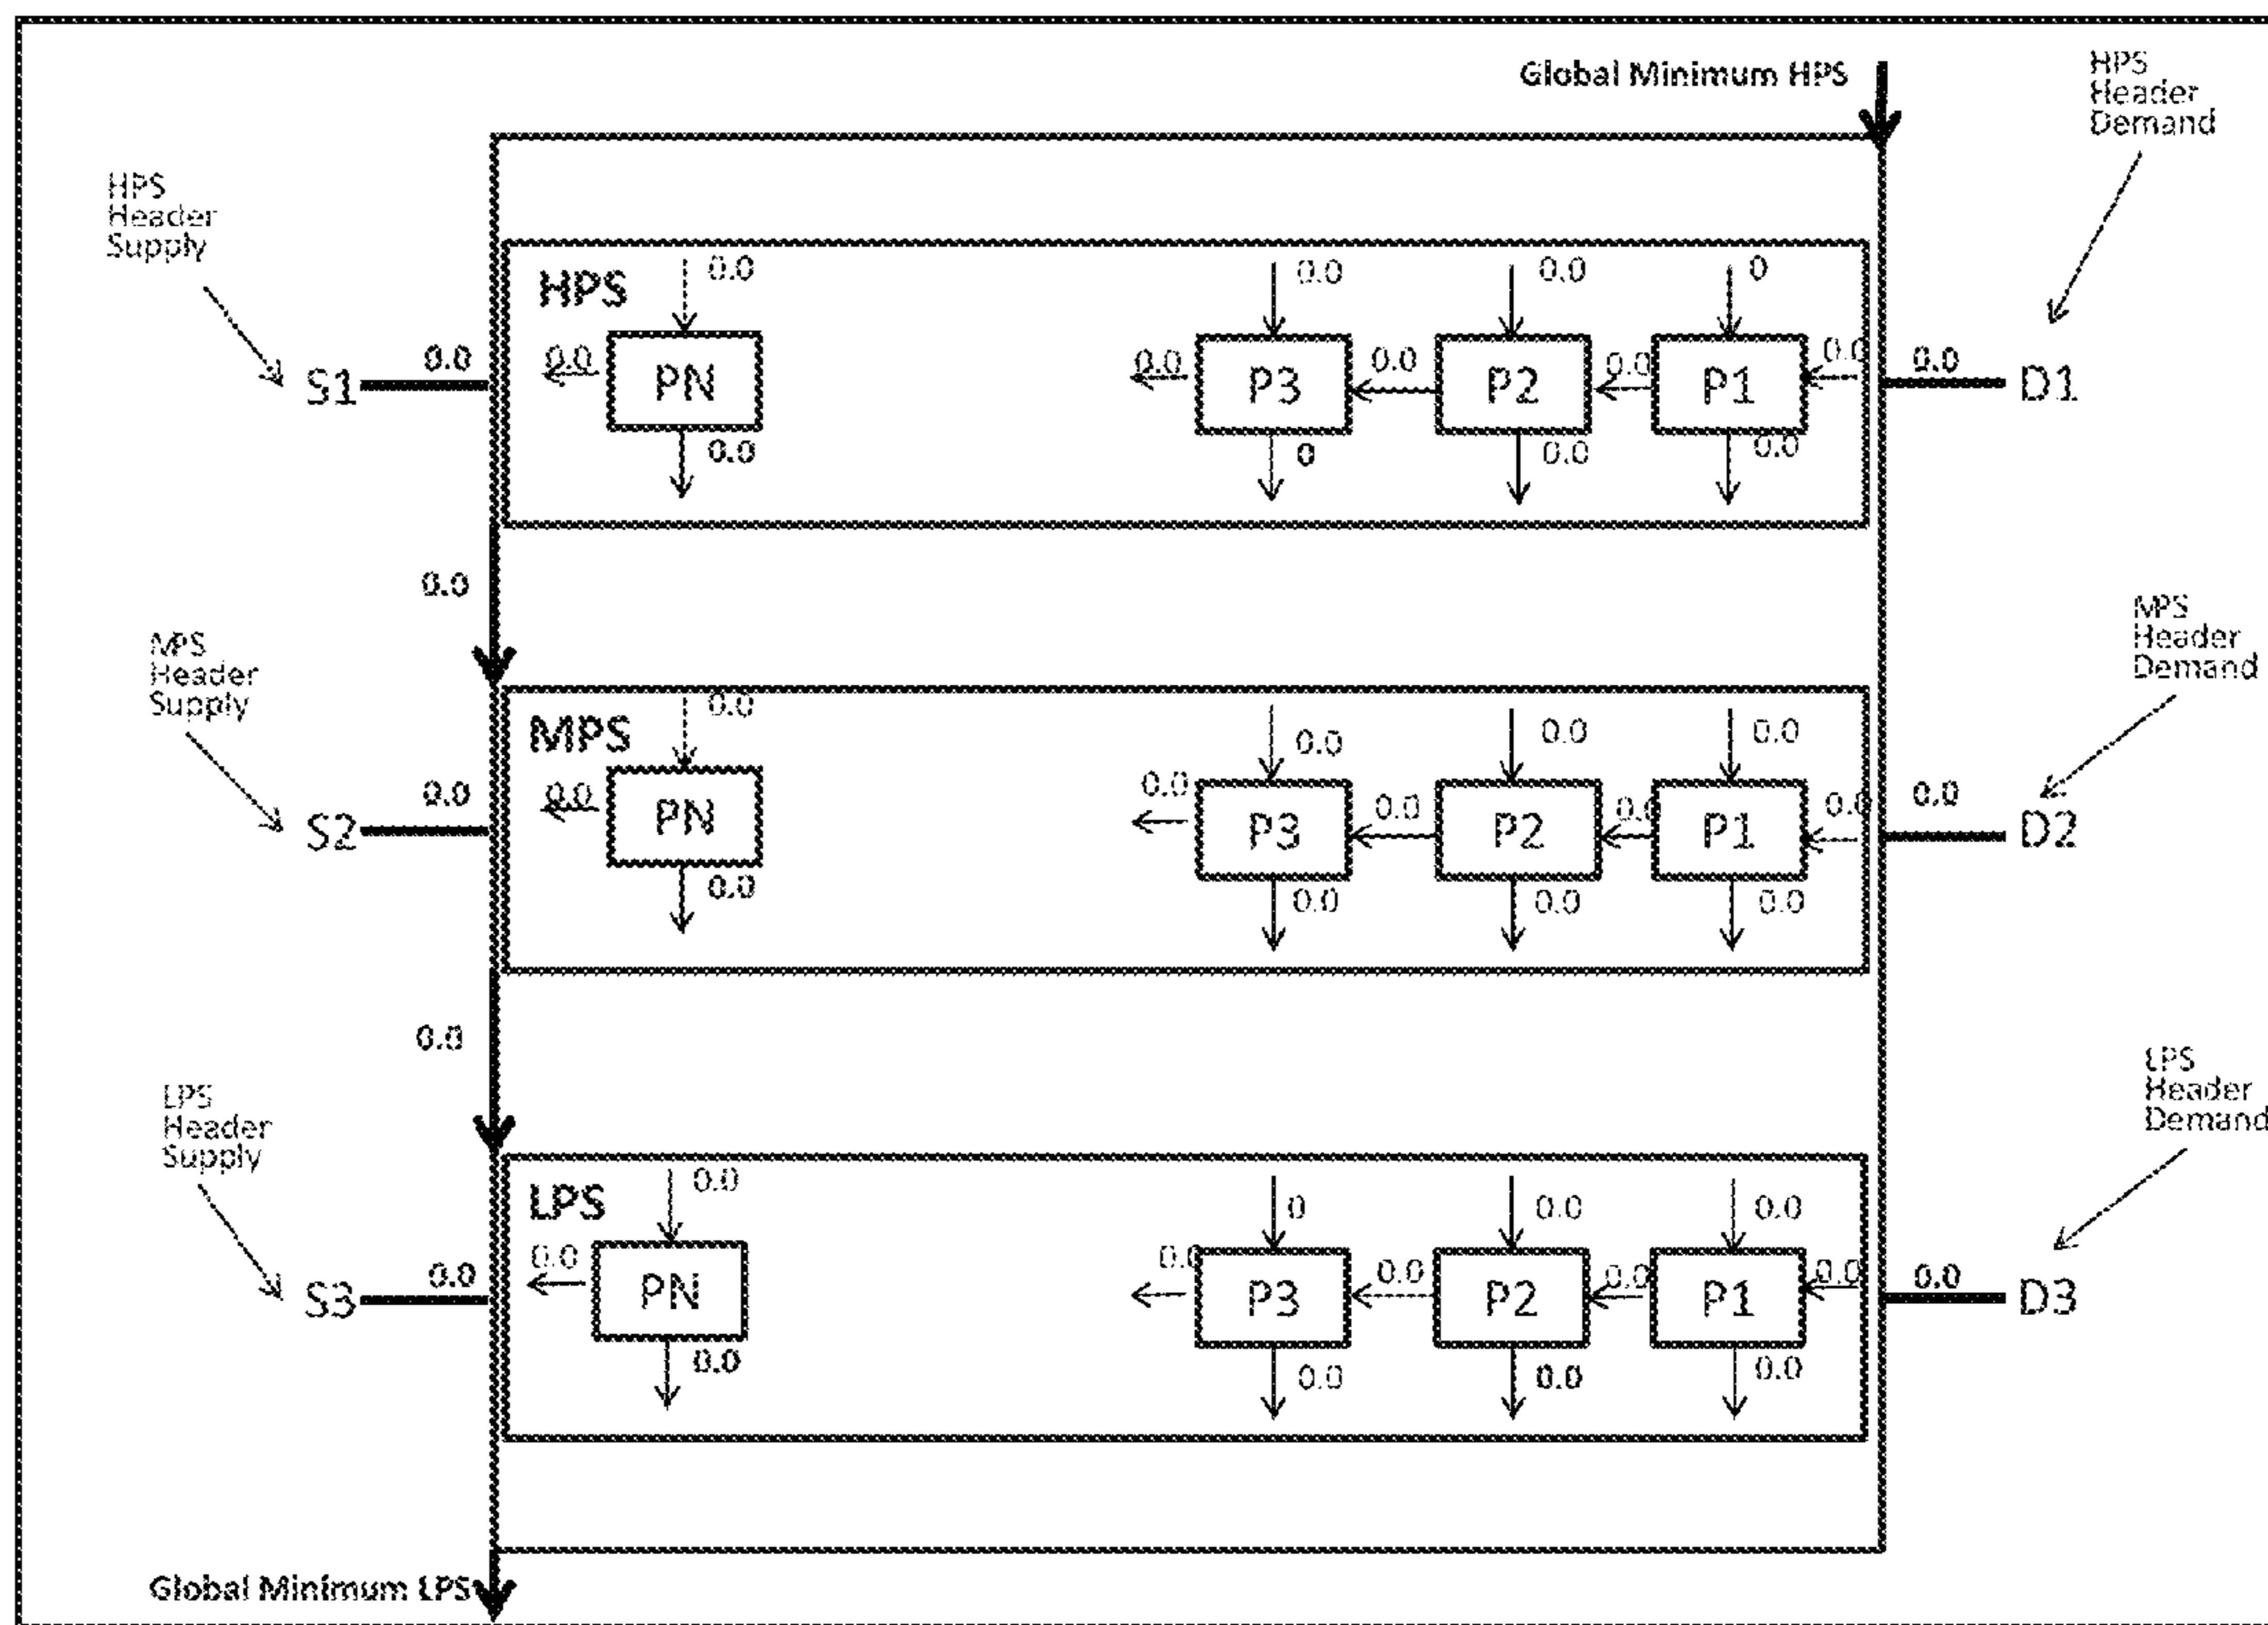 Global Minimum HPS
HPS
Header
Demand
HPS
Header
Supply
HPS
0.0
0.0
0.0
0
S1
0.0
0.0
PN
0.0
P3
0.0
P2
0.0
P1
0.0
0.0
D1
0.0
0
0.0
0.0
0.0
MPS
Header
Supply
MPS
Header
Demand
MPS
0.0
0.0
0.0
0.0
S2
0.0
0.0
PN
0.0
P3
0.0
P2
0.0
P1
0.0
0.0
D2
0.0
0.0
0.0
0.0
0.0
LPS
Header
Supply
LPS
Header
Demand
LPS
0.0
0
0.0
0.0
S3
0.0
0.0
PN
0.0
P3
0.0
P2
0.0
P1
0.0
0.0
D3
0.0
0.0
0.0
0.0
Global Minimum LPS